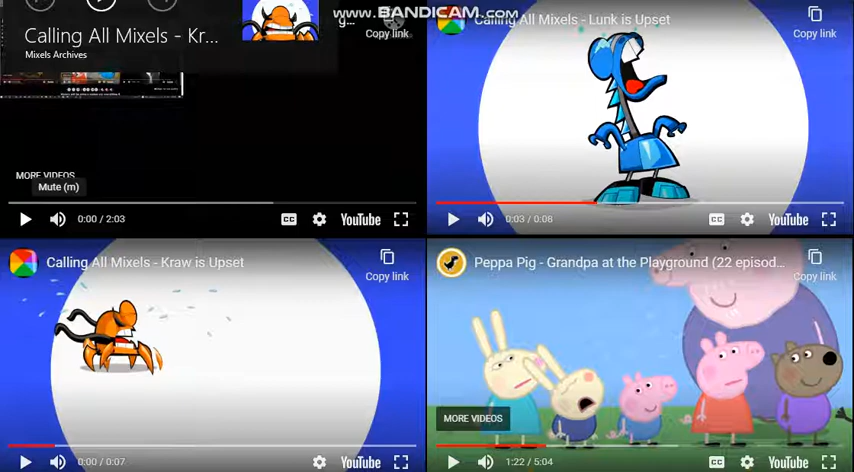 www.BANDICAM.com
Calling All Mixels - Kr...
Mixels Archives
g...
Copy link
MORE VIDEOS
Mute (m)
0:00 / 2:03
CC
YouTube
Calling All Mixels - Lunk is Upset
Copy link
0:03 / 0:08
CC
YouTube
Calling All Mixels - Kraw is Upset
Copy link
0:00 / 0:07
YouTube
Peppa Pig - Grandpa at the Playground (22 episod...
Copy link
MORE VIDEOS
1:22 / 5:04
CC
YouTube